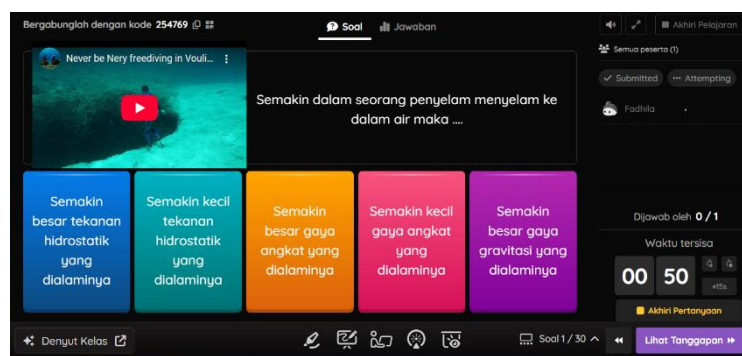 Bergabunglah dengan kode 254769
Soal
Jawaban
Akhiri Pelajaran
Never be Nery freediving in Vouli...
Semakin dalam seorang penyelam menyelam ke
dalam air maka ....
Semua peserta (1)
Submitted
Attempting
Fadhila
Semakin
besar tekanan
hidrostatik
yang
dialaminya
Semakin kecil
tekanan
hidrostatik
yang
dialaminya
Semakin
besar gaya
angkat yang
dialaminya
Semakin kecil
gaya angkat
yang
dialaminya
Semakin
besar gaya
gravitasi yang
dialaminya
Dijawab oleh 0 / 1
Waktu tersisa
00 50
+15s
Akhiri Pertanyaan
Denyut Kelas
Soal 1 / 30
Lihat Tanggapan